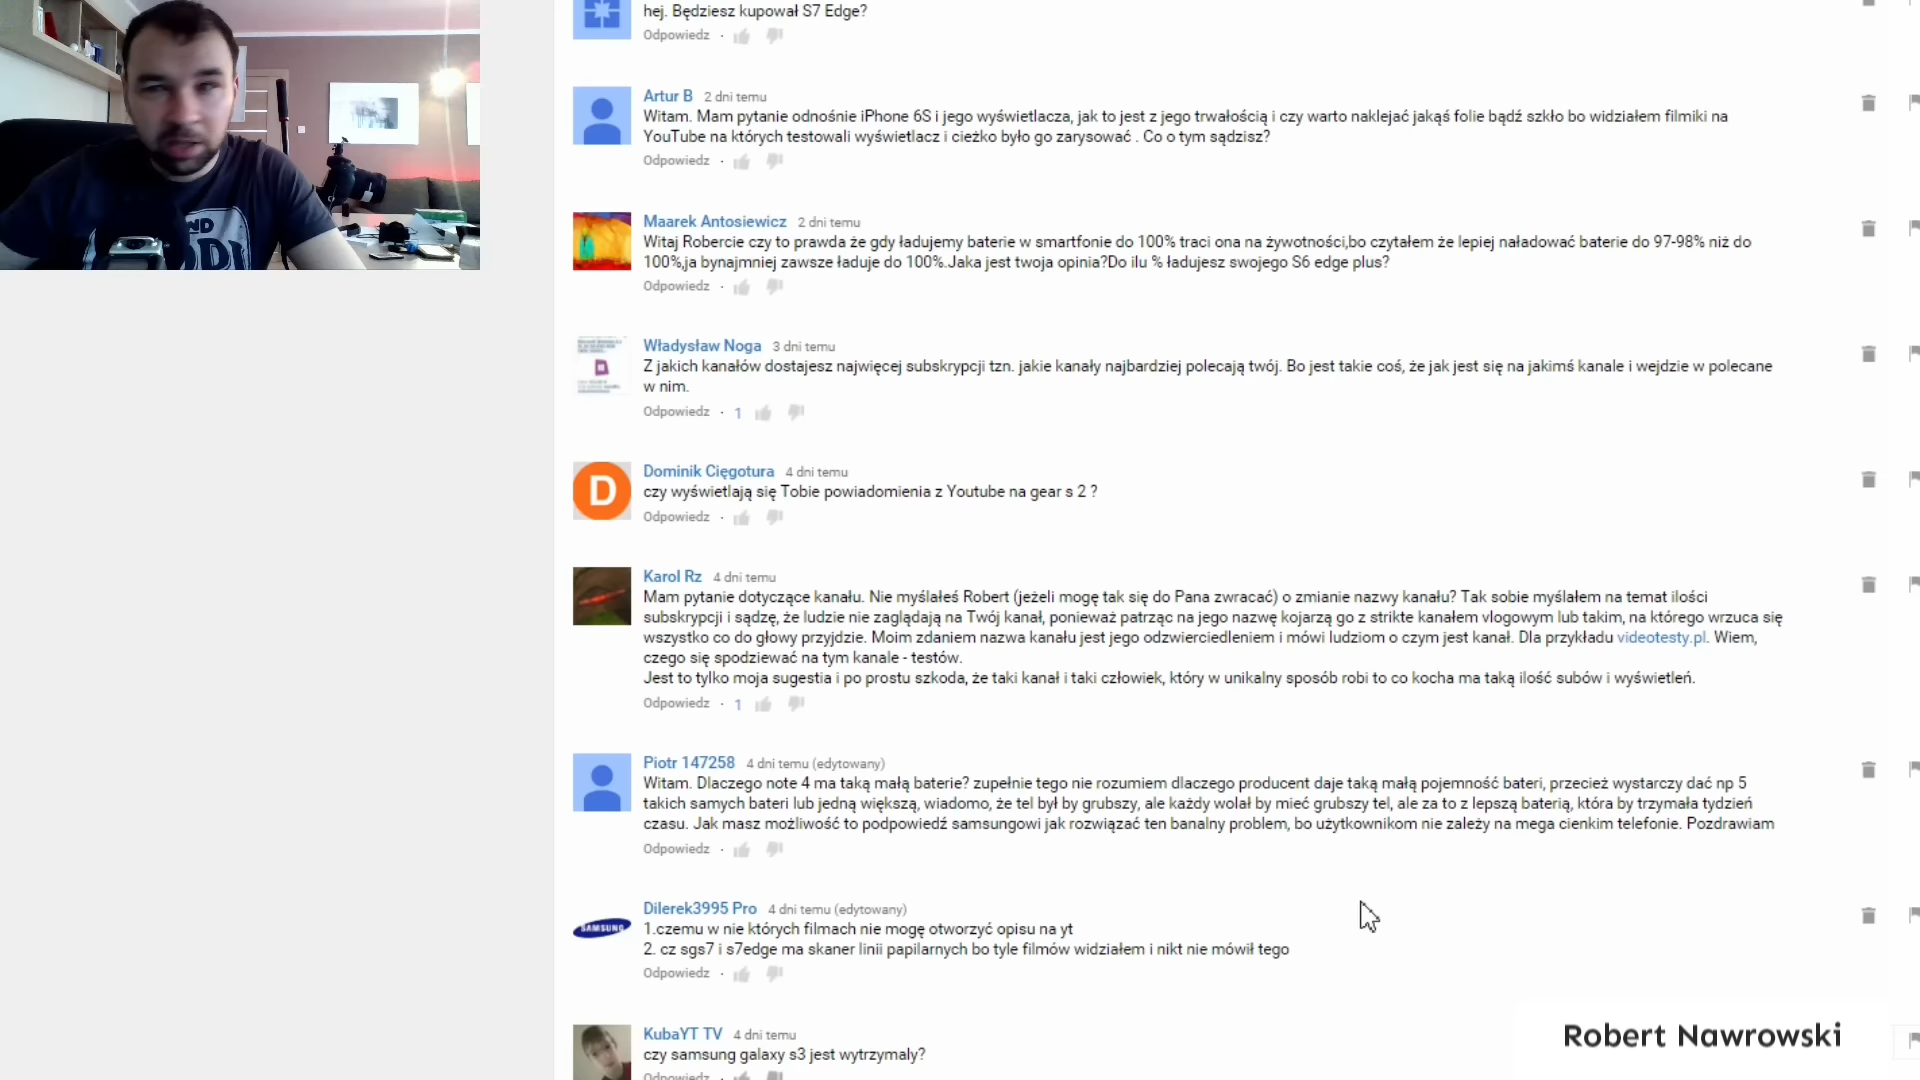 hej. Będziesz kupował S7 Edge?
Odpowiedz ·
Artur B 2 dni temu
Witam. Mam pytanie odnośnie iPhone 6S i jego wyświetlacza, jak to jest z jego trwałością i czy warto naklejać jakąś folie bądź szkło bo widziałem filmiki na
YouTube na których testowali wyświetlacz i cieżko było go zarysować . Co o tym sądzisz?
Odpowiedz ·
Maarek Antosiewicz 2 dni temu
Witaj Robercie czy to prawda że gdy ładujemy baterie w smartfonie do 100% traci ona na żywotności,bo czytałem że lepiej naładować baterie do 97-98% niż do
100%,ja bynajmniej zawsze ładuje do 100%.Jaka jest twoja opinia?Do ilu % ładujesz swojego S6 edge plus?
Odpowiedz ·
Władysław Noga 3 dni temu
Z jakich kanałów dostajesz najwięcej subskrypcji tzn. jakie kanały najbardziej polecają twój. Bo jest takie coś, że jak jest się na jakimś kanale i wejdzie w polecane
w nim.
Odpowiedz · 1
D
Dominik Cięgotura 4 dni temu
czy wyświetlają się Tobie powiadomienia z Youtube na gear s 2 ?
Odpowiedz ·
Karol Rz 4 dni temu
Mam pytanie dotyczące kanału. Nie myślałeś Robert (jeżeli mogę tak się do Pana zwracać) o zmianie nazwy kanału? Tak sobie myślałem na temat ilości
subskrypcji i sądzę, że ludzie nie zaglądają na Twój kanał, ponieważ patrząc na jego nazwę kojarzą go z strikte kanałem vlogowym lub takim, na którego wrzuca się
wszystko co do głowy przyjdzie. Moim zdaniem nazwa kanału jest jego odzwierciedleniem i mówi ludziom o czym jest kanał. Dla przykładu videotesty.pl. Wiem,
czego się spodziewać na tym kanale - testów.
Jest to tylko moja sugestia i po prostu szkoda, że taki kanał i taki człowiek, który w unikalny sposób robi to co kocha ma taką ilość subów i wyświetleń.
Odpowiedz · 1
Piotr 147258 4 dni temu (edytowany)
Witam. Dlaczego note 4 ma taką małą baterie? zupełnie tego nie rozumiem dlaczego producent daje taką małą pojemność bateri, przecież wystarczy dać np 5
takich samych bateri lub jedną większą, wiadomo, że tel był by grubszy, ale każdy wolał by mieć grubszy tel, ale za to z lepszą baterią, która by trzymała tydzień
czasu. Jak masz możliwość to podpowiedź samsungowi jak rozwiązać ten banalny problem, bo użytkownikom nie zależy na mega cienkim telefonie. Pozdrawiam
Odpowiedz ·
SAMSUNG
Dilerek3995 Pro 4 dni temu (edytowany)
1.czemu w nie których filmach nie mogę otworzyć opisu na yt
2. cz sgs7 i s7edge ma skaner linii papilarnych bo tyle filmów widziałem i nikt nie mówił tego
Odpowiedz ·
KubaYT TV 4 dni temu
czy samsung galaxy s3 jest wytrzymaly?
Odpowiedz ·
Robert Nawrowski